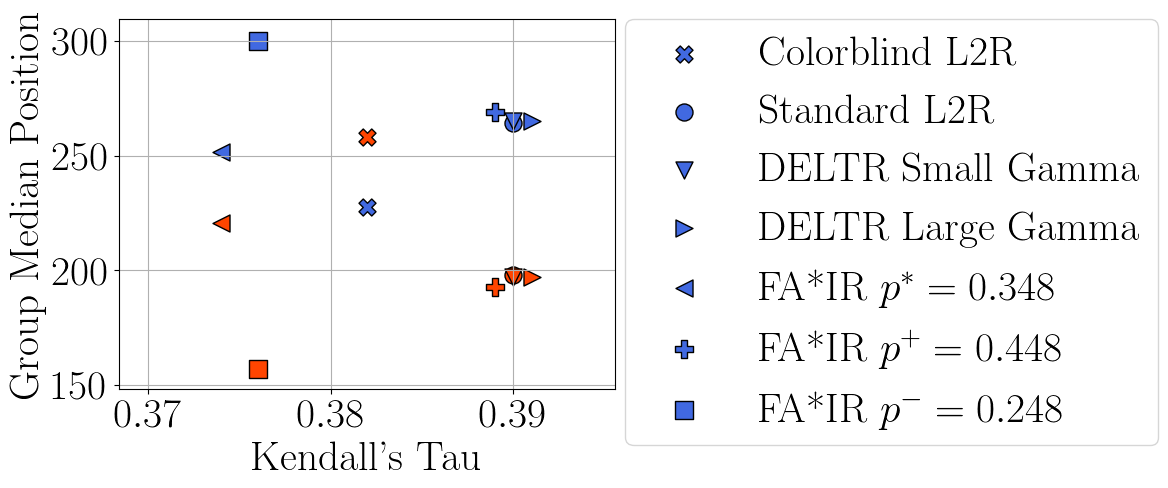 Group Median Position
300
250
200
150
0.37
0.38
0.39
Kendall's Tau
Colorblind L2R
Standard L2R
DELTR Small Gamma
DELTR Large Gamma
FA*IR p* = 0.348
FA*IR p⁺ = 0.448
FA*IR p⁻ = 0.248